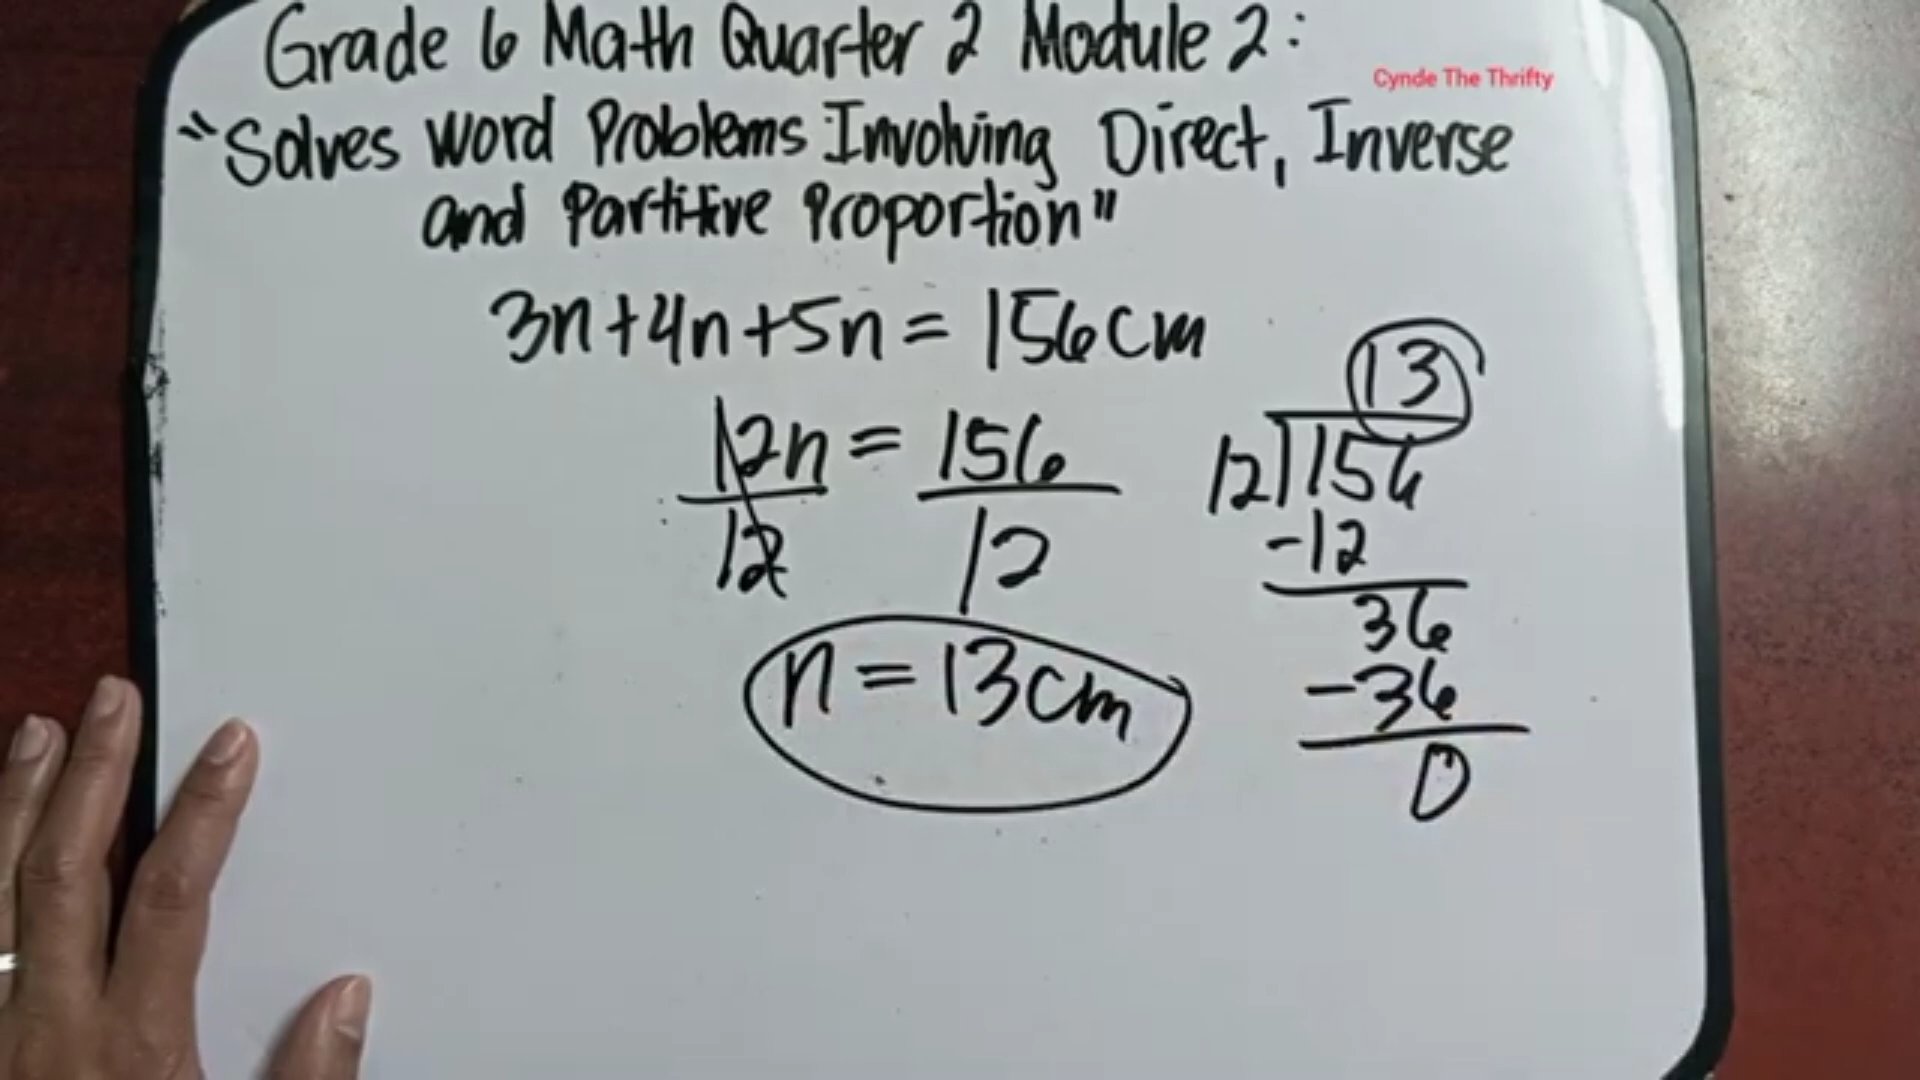 Grade 6 Math Quarter 2 Module 2:
Cynde The Thrifty
"Solves Word Problems Involving Direct, Inverse
and Partitive Proportion"
3n+4n+5n = 156cm
12n = 156
12 12
n = 13cm
13
12)156
-12
36
-36
0